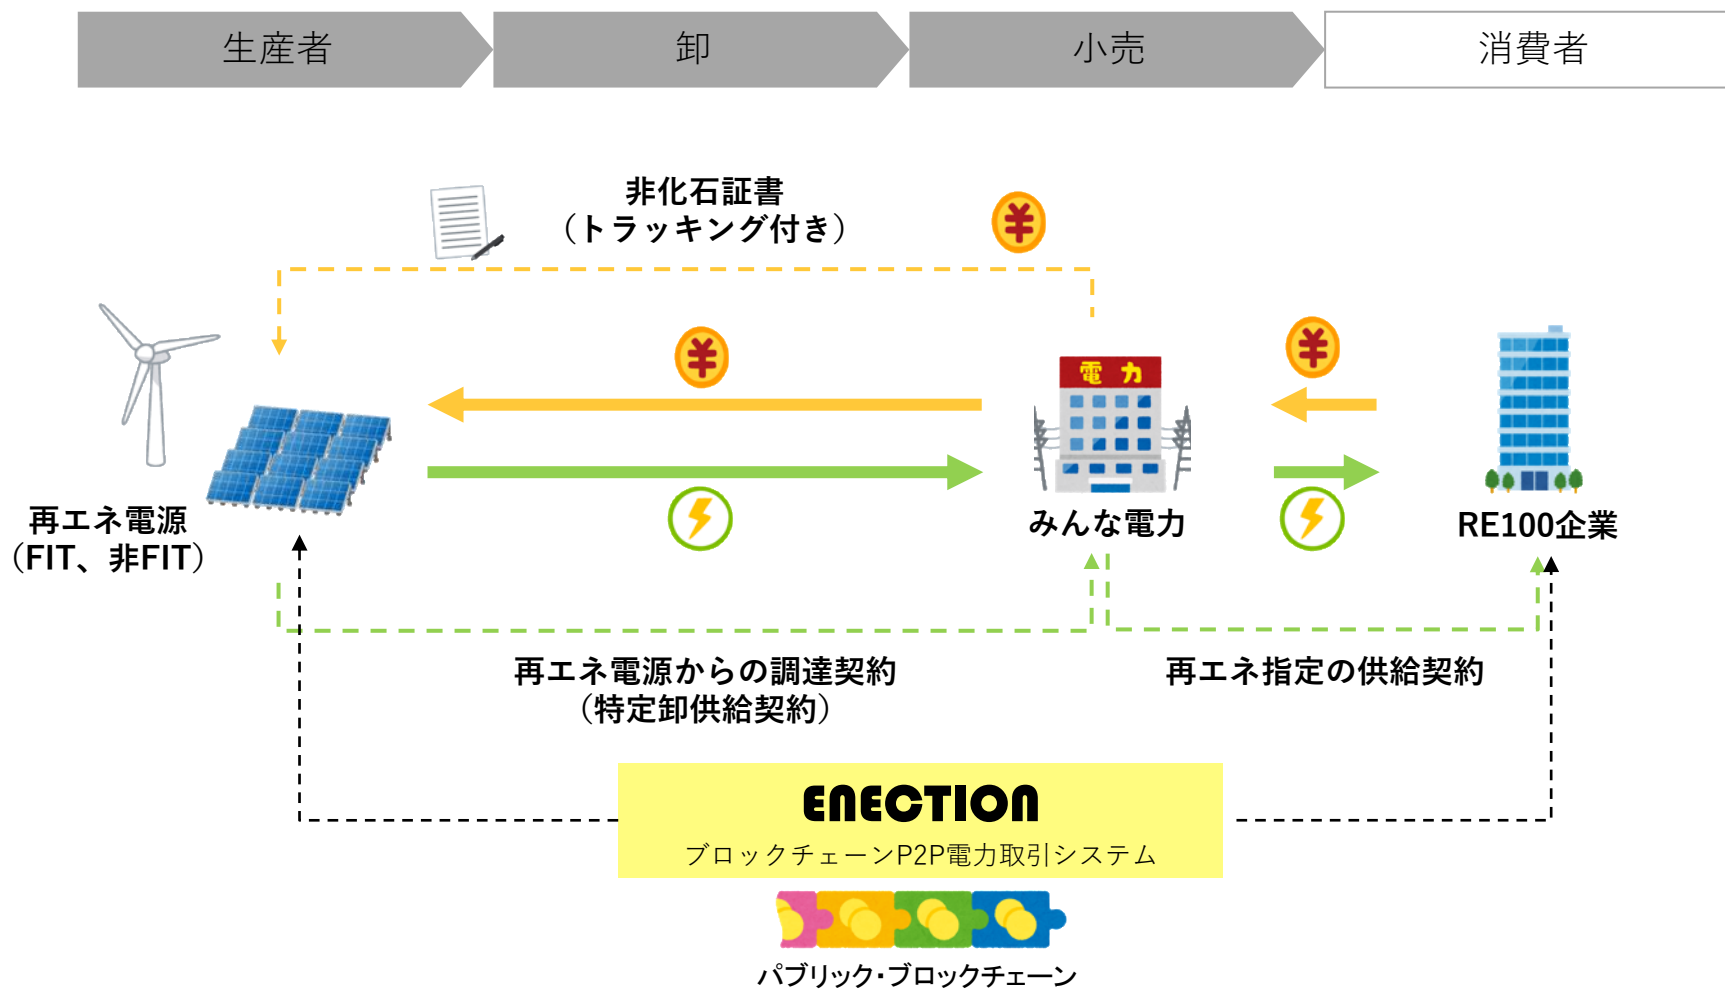 生産者
卸
小売
消費者
非化石証書
（トラッキング付き）
電力
再エネ電源
（FIT、非FIT）
みんな電力
RE100企業
再エネ電源からの調達契約
（特定卸供給契約）
再エネ指定の供給契約
ENECTION
ブロックチェーンP2P電力取引システム
パブリック・ブロックチェーン